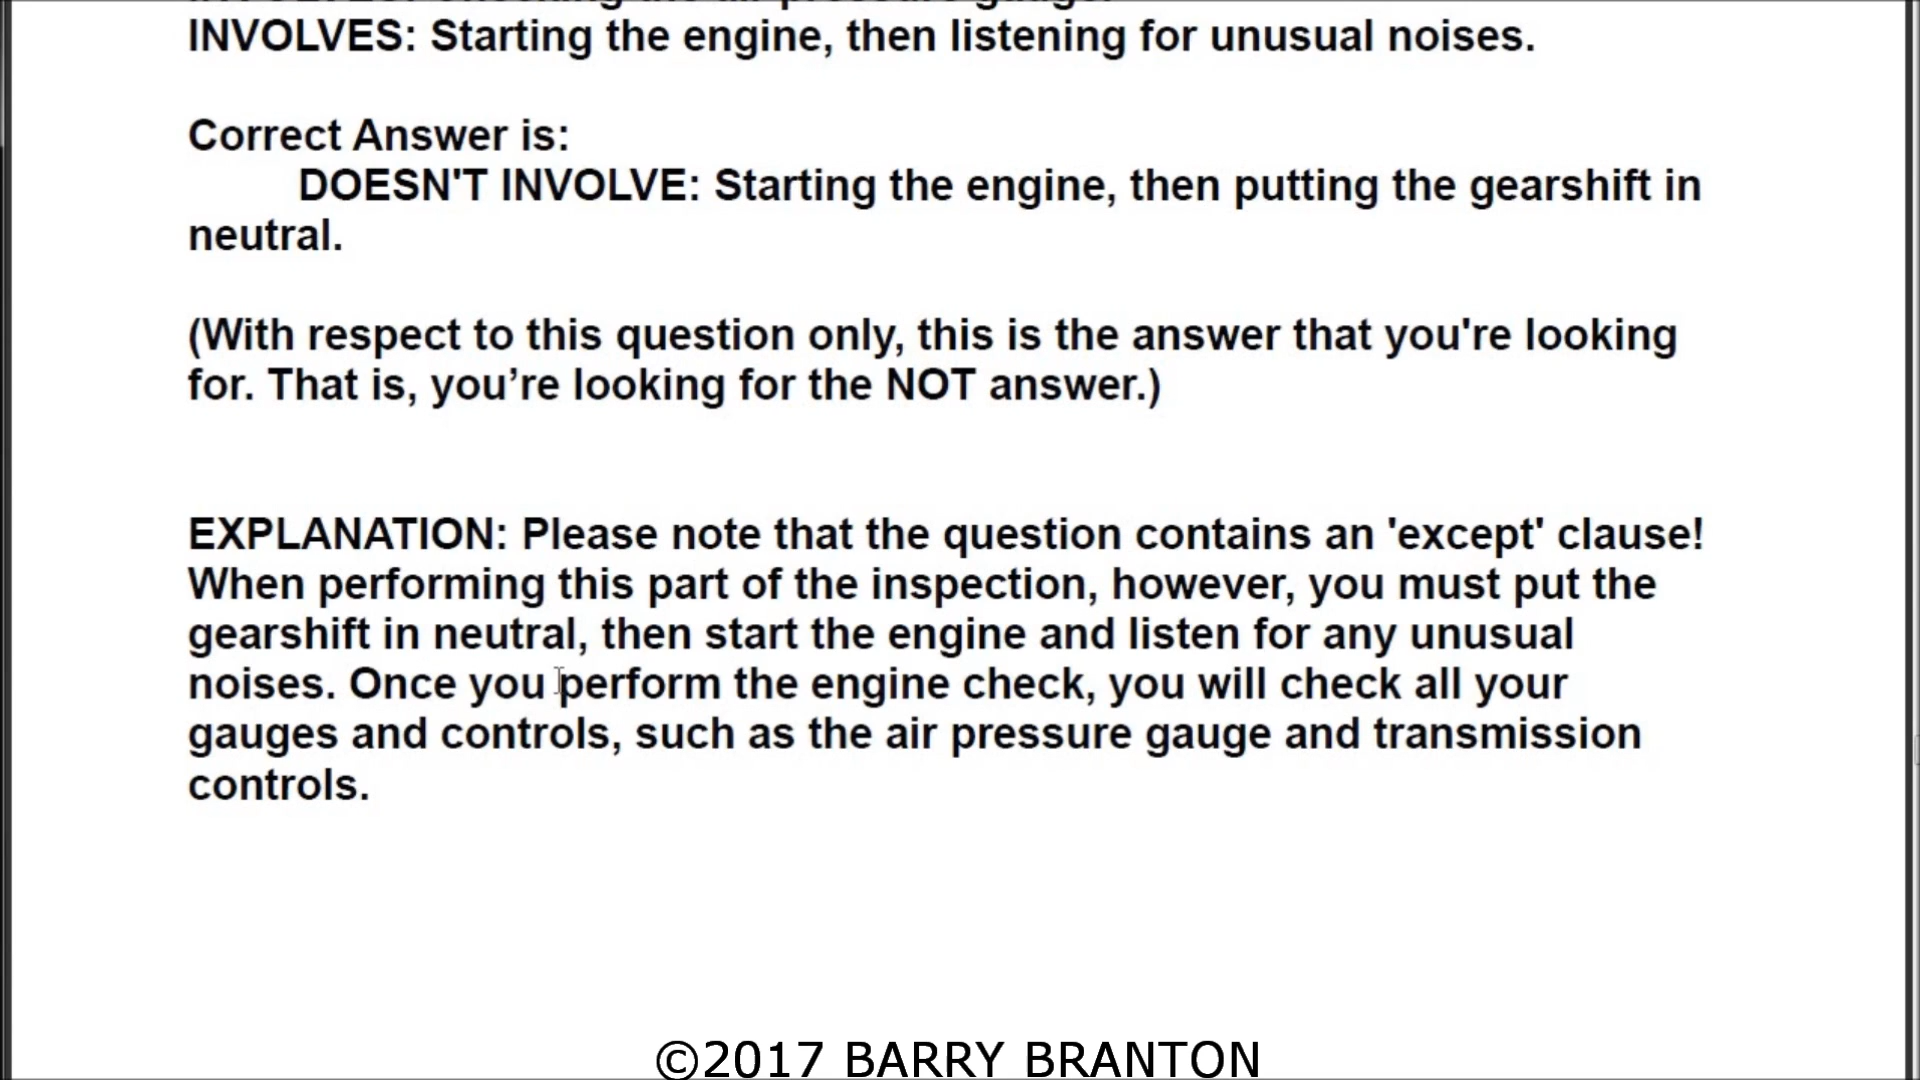 INVOLVES: Starting the engine, then listening for unusual noises.
Correct Answer is:
DOESN'T INVOLVE: Starting the engine, then putting the gearshift in
neutral.
(With respect to this question only, this is the answer that you're looking
for. That is, you’re looking for the NOT answer.)
EXPLANATION: Please note that the question contains an 'except' clause!
When performing this part of the inspection, however, you must put the
gearshift in neutral, then start the engine and listen for any unusual
noises. Once you perform the engine check, you will check all your
gauges and controls, such as the air pressure gauge and transmission
controls.
©2017 BARRY BRANTON